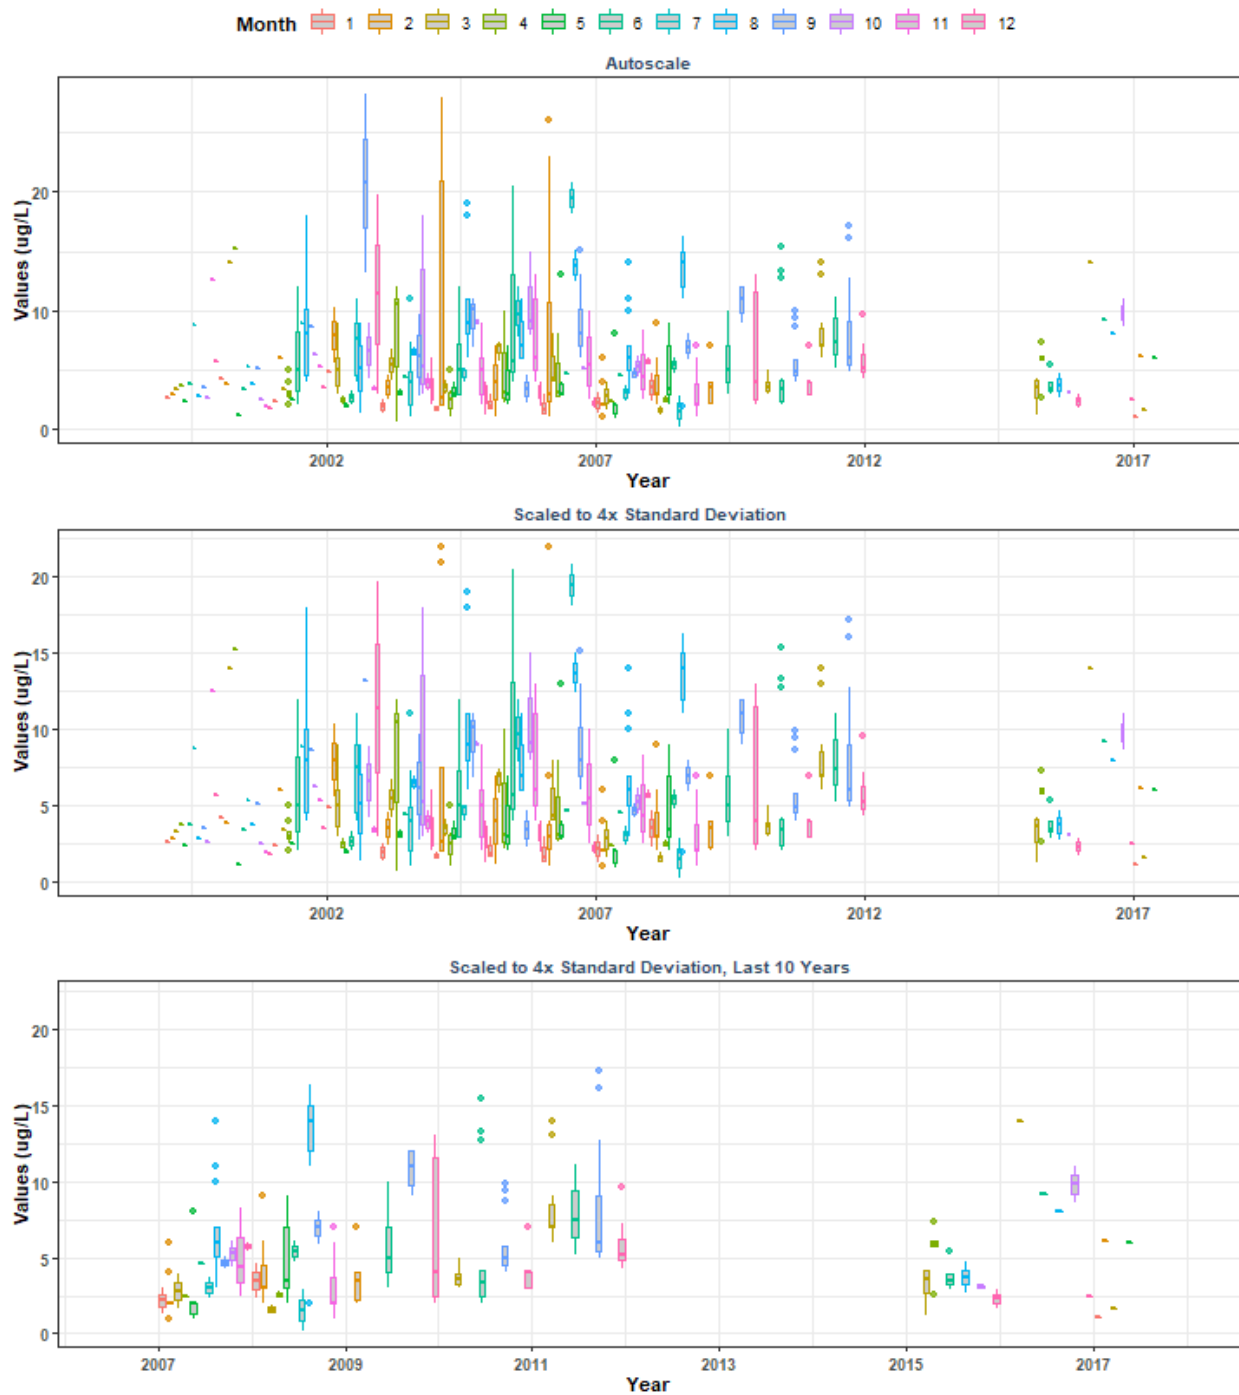 Month 1 2 3 4 5 6 7 8 9 10 11 12
Autoscale
Values (ug/L)
20
10
0
2002 2007 2012 2017
Year
Scaled to 4x Standard Deviation
Values (ug/L)
20
15
10
5
0
2002 2007 2012 2017
Year
Scaled to 4x Standard Deviation, Last 10 Years
Values (ug/L)
20
15
10
5
0
2007 2009 2011 2013 2015 2017
Year